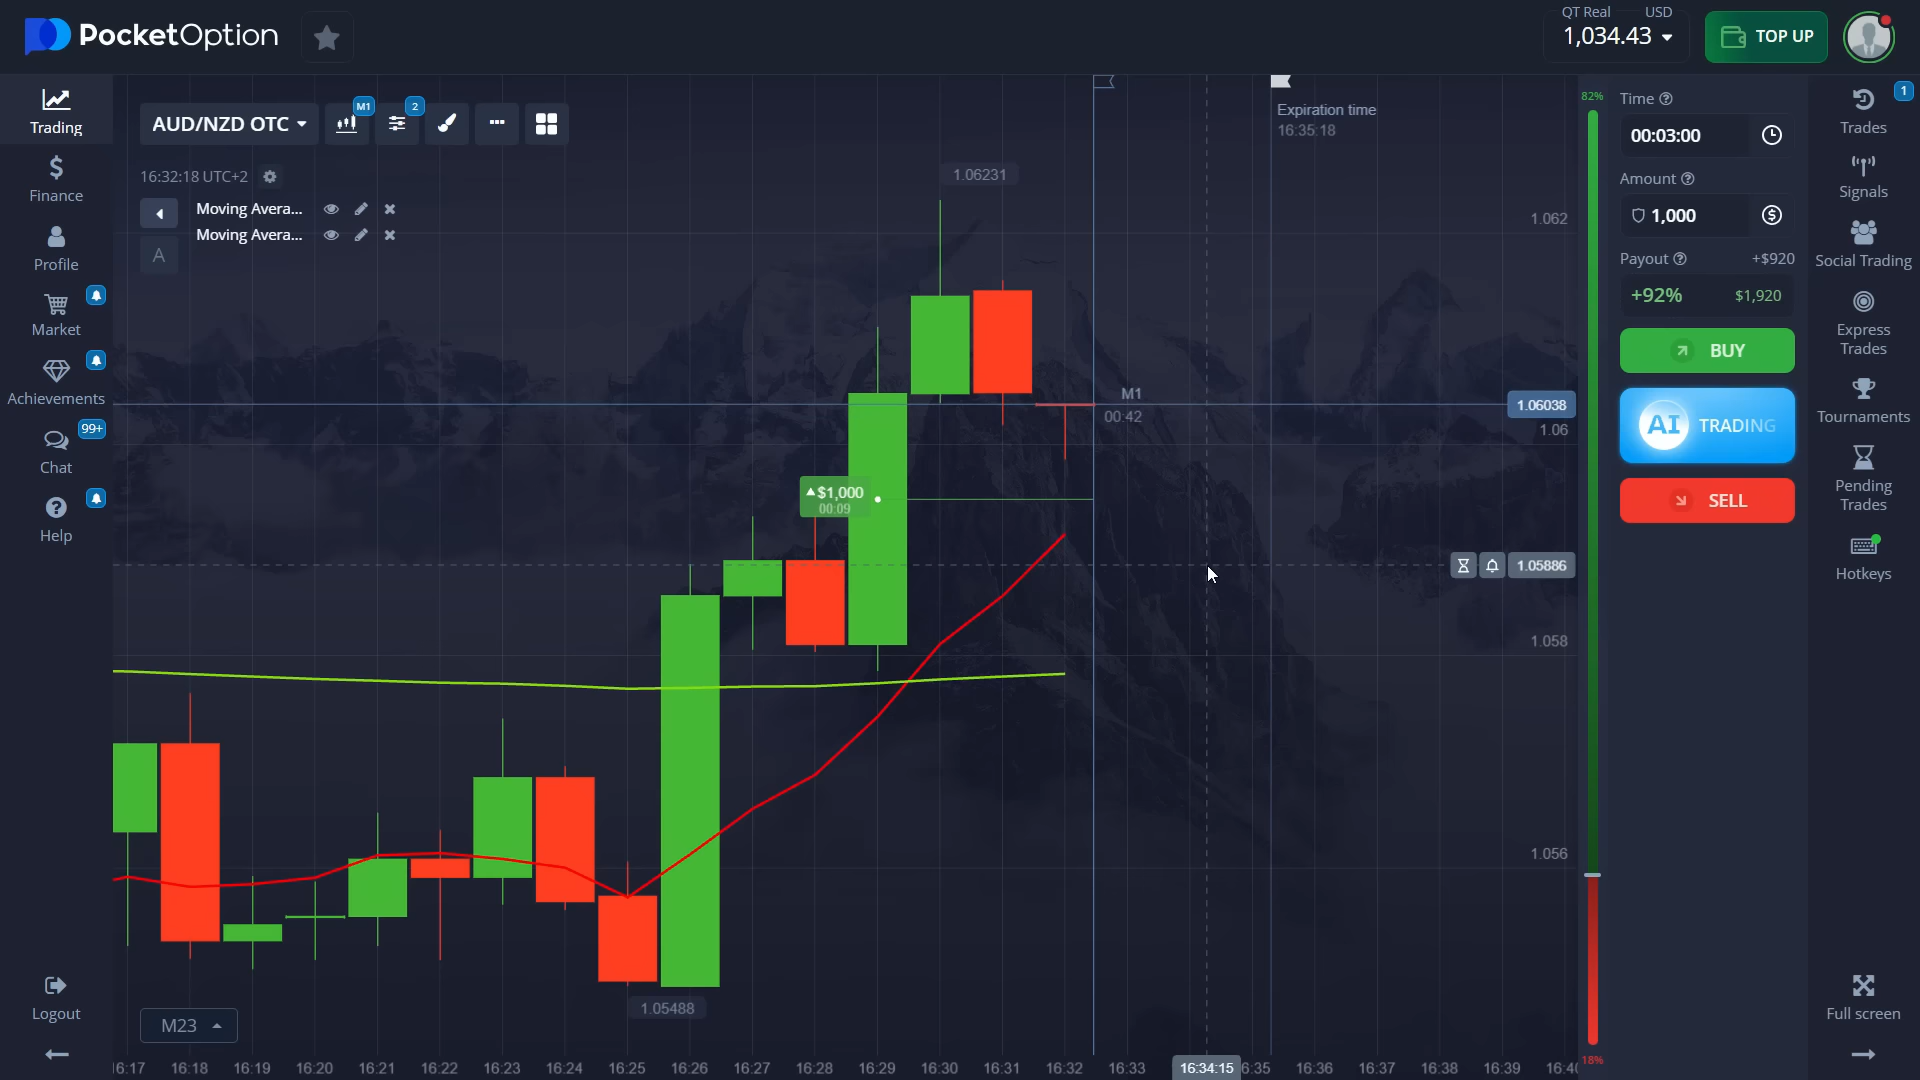 PocketOption
QT Real USD
1,034.43
TOP UP
Trading
Finance
Profile
Market
Achievements
99+
Chat
Help
Logout
AUD/NZD OTC
M1
2
16:32:18 UTC+2
Moving Avera...
Moving Avera...
A
Expiration time
16:35:18
1.06231
1.062
M1
00:42
1.06038
1.06
$1,000
00:09
1.05886
1.058
1.056
1.05488
M23
16:17 16:18 16:19 16:20 16:21 16:22 16:23 16:24 16:25 16:26 16:27 16:28 16:29 16:30 16:31 16:32 16:33 16:34:15 6:35 16:36 16:37 16:38 16:39 16:40
82%
18%
Time
00:03:00
Amount
1,000
Payout +$920
+92% $1,920
BUY
AI TRADING
SELL
1
Trades
Signals
Social Trading
Express
Trades
Tournaments
Pending
Trades
Hotkeys
Full screen